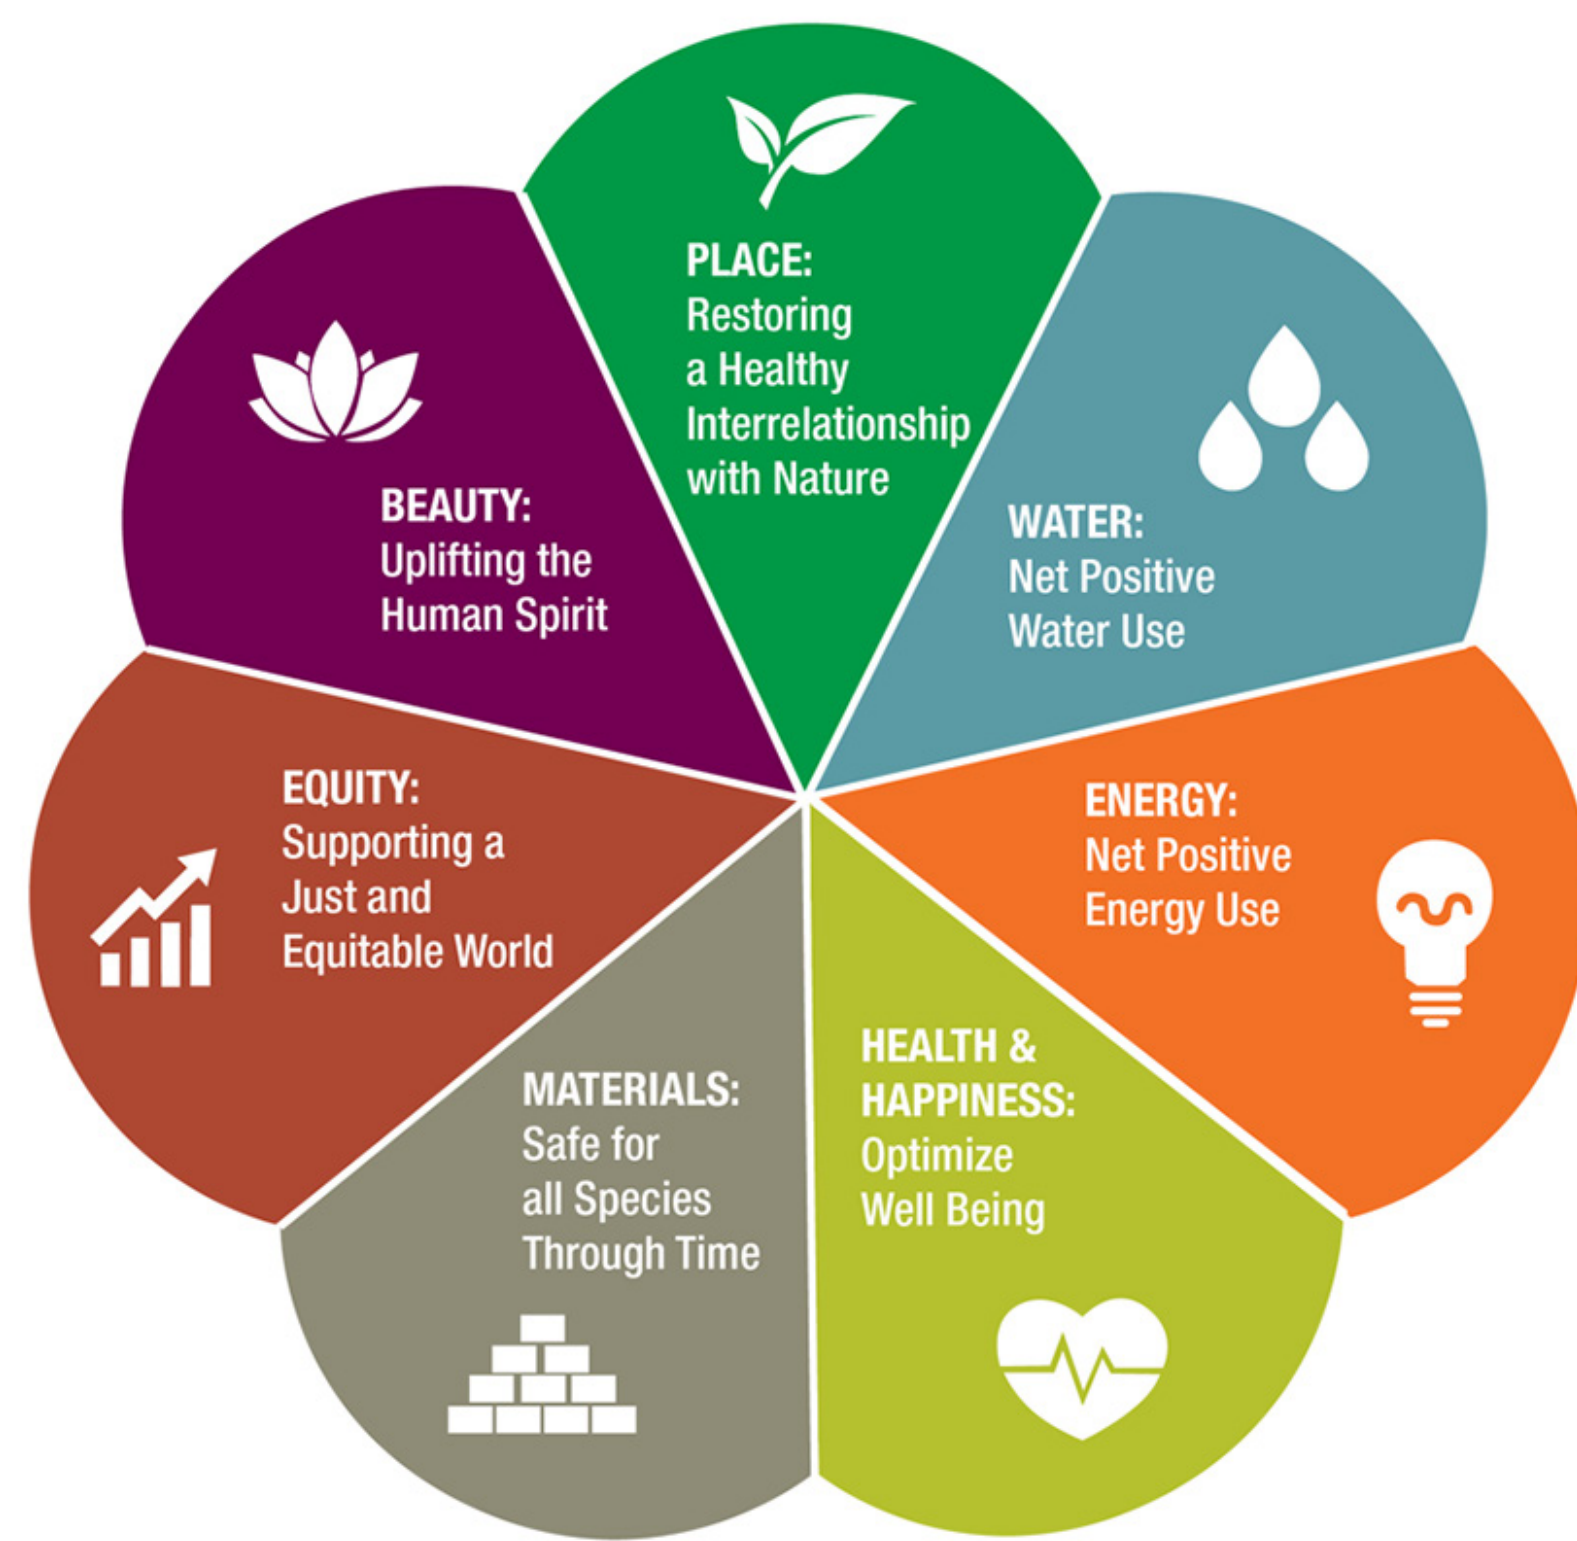 PLACE:
Restoring
a Healthy
Interrelationship
with Nature
WATER:
Net Positive
Water Use
ENERGY:
Net Positive
Energy Use
HEALTH &
HAPPINESS:
Optimize
Well Being
MATERIALS:
Safe for
all Species
Through Time
EQUITY:
Supporting a
Just and
Equitable World
BEAUTY:
Uplifting the
Human Spirit